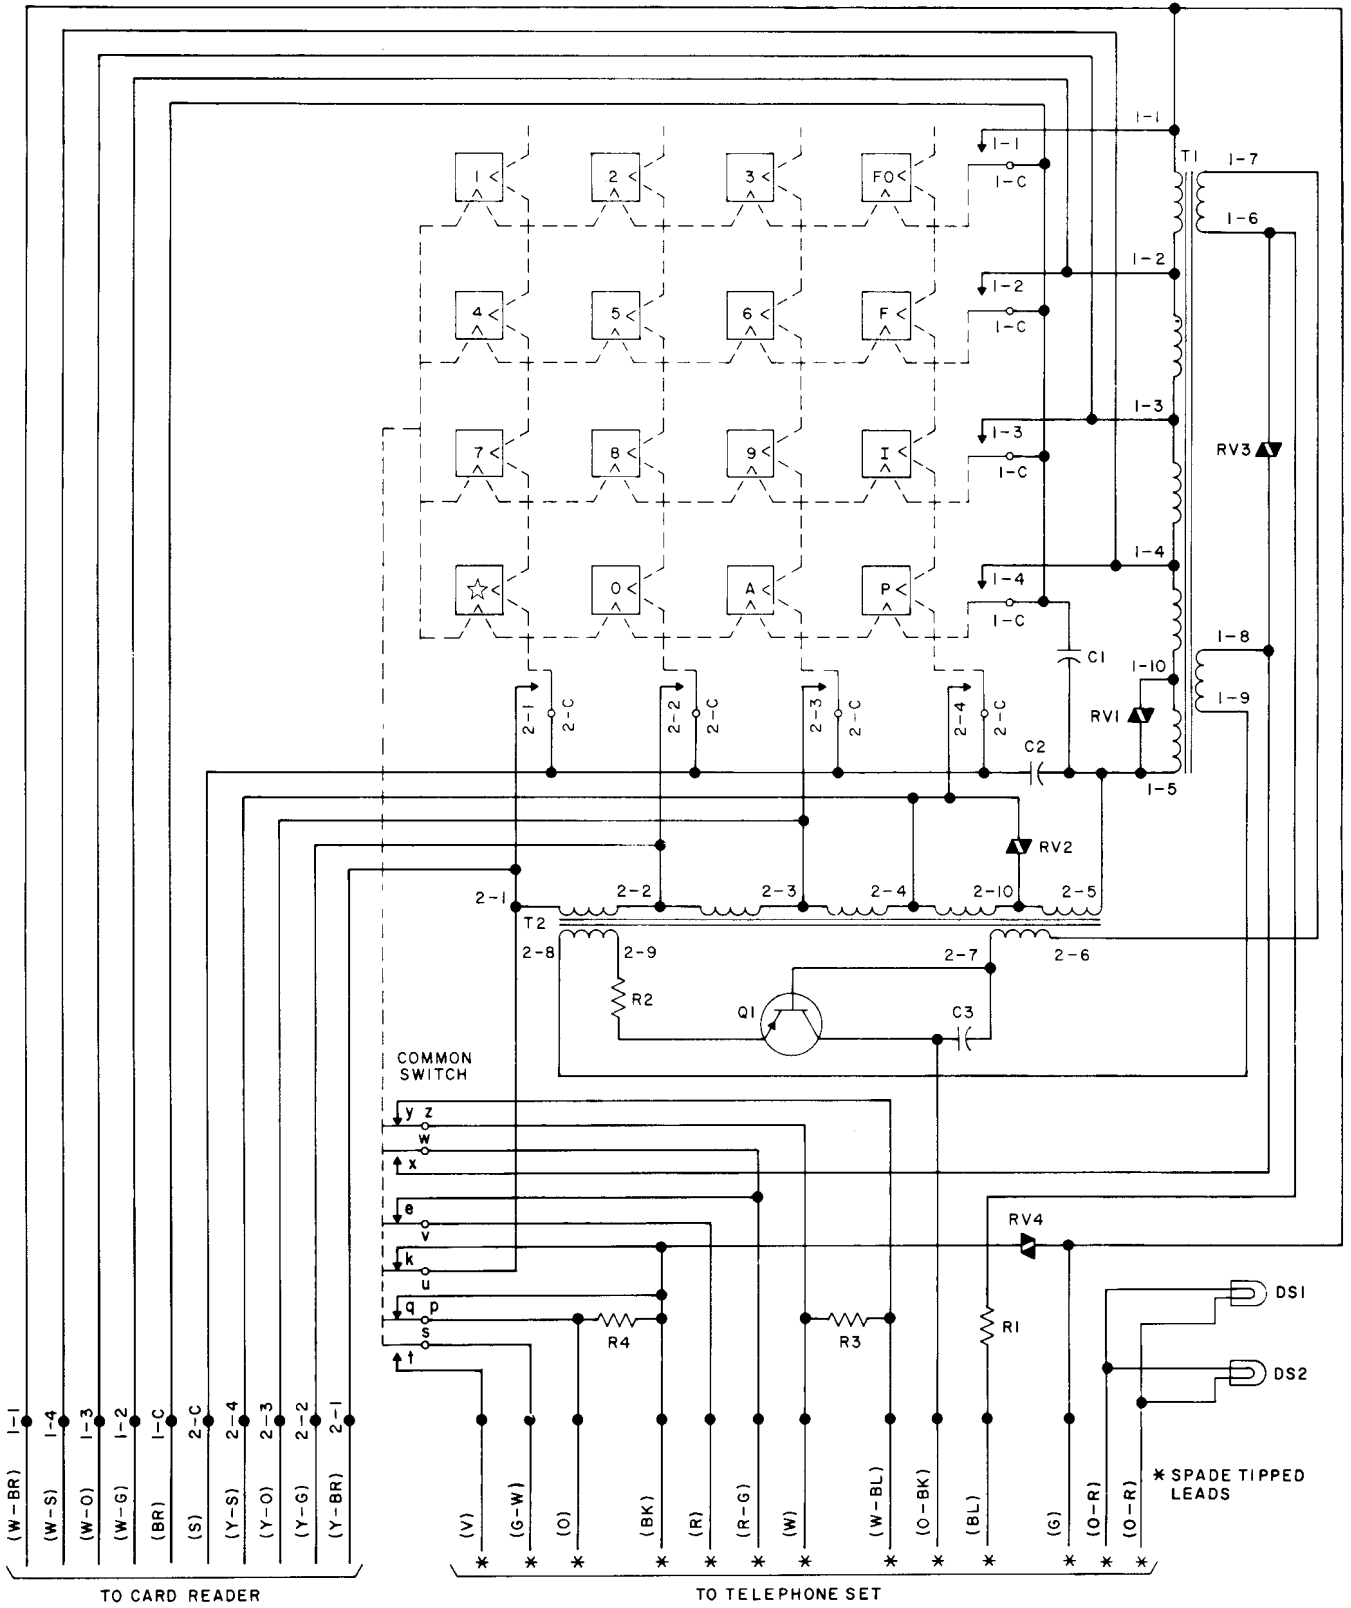 1-1
T1
1-7
1-1
1 2 3 FO
1-C
1-6
1-2
1-2
4 5 6 F
1-C
1-3
1-3
RV3
7 8 9 I
1-C
1-4
1-4
☆ O A P
1-C
1-8
C1
1-10
1-9
2-1 2-C 2-2 2-C 2-3 2-C 2-4 2-C
RV1
C2
1-5
RV2
2-1 2-2 2-3 2-4 2-10 2-5
T2
2-8 2-9 2-7 2-6
R2
Q1
C3
COMMON
SWITCH
y z
w
x
e
v
RV4
k
u
DS1
q p
s
R4
R3
R1
t
DS2
1-1 1-4 1-3 1-2 1-C 2-C 2-4 2-3 2-2 2-1
* SPADE TIPPED
LEADS
(W-BR) (W-S) (W-O) (W-G) (BR) (S) (Y-S) (Y-O) (Y-G) (Y-BR)
(V) (G-W) (O) (BK) (R) (R-G) (W) (W-BL) (O-BK) (BL) (G) (O-R) (O-R)
* * * * * * * * * * * * *
TO CARD READER
TO TELEPHONE SET